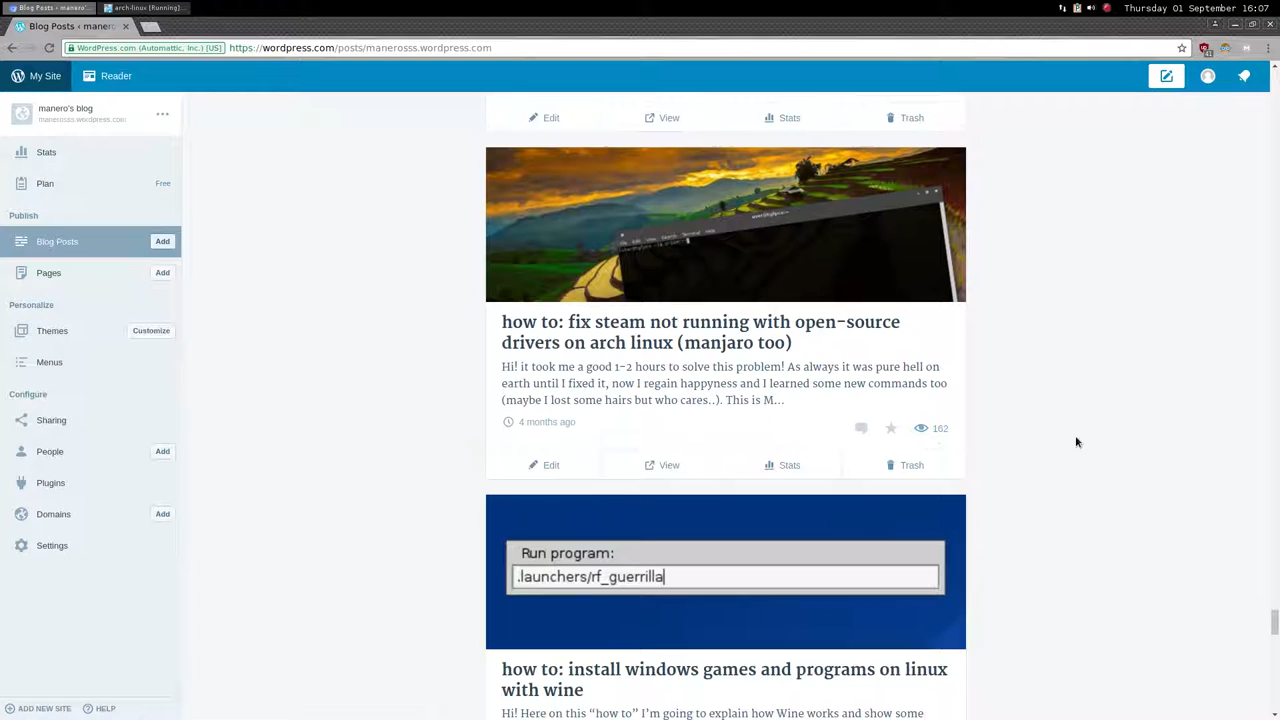 Blog Posts ‹ manero'...
arch-linux [Running]...
Thursday 01 September 16:07
Blog Posts ‹ manero
WordPress.com (Automattic, Inc.) [US]
https://wordpress.com/posts/manerosss.wordpress.com
My Site
Reader
manero's blog
manerosss.wordpress.com
Stats
Plan Free
Publish
Blog Posts Add
Pages Add
Personalize
Themes Customize
Menus
Configure
Sharing
People Add
Plugins
Domains Add
Settings
ADD NEW SITE HELP
Edit View Stats Trash
how to: fix steam not running with open-source
drivers on arch linux (manjaro too)
Hi! it took me a good 1-2 hours to solve this problem! As always it was pure hell on
earth until I fixed it, now I regain happyness and I learned some new commands too
(maybe I lost some hairs but who cares..). This is M...
4 months ago
162
Edit View Stats Trash
Run program:
.launchers/rf_guerrilla
how to: install windows games and programs on linux
with wine
Hi! Here on this “how to” I’m going to explain how Wine works and show some